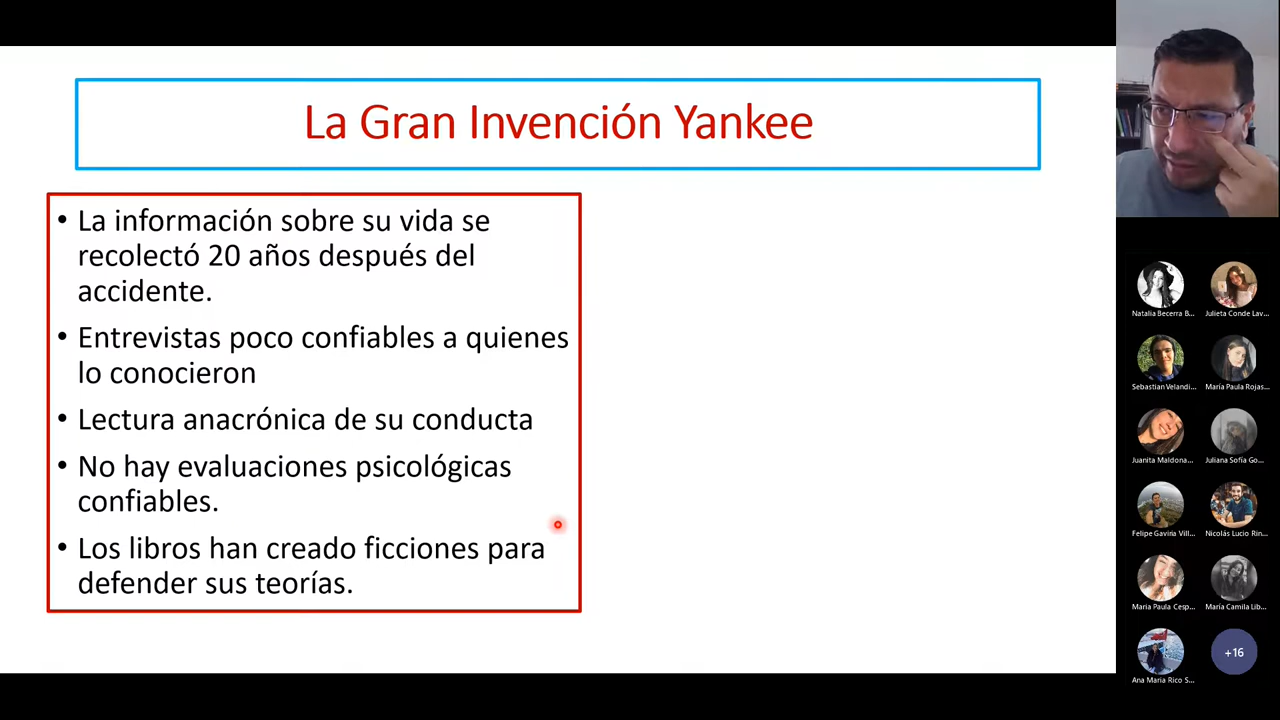 La Gran Invención Yankee
• La información sobre su vida se
recolectó 20 años después del
accidente.
• Entrevistas poco confiables a quienes
lo conocieron
• Lectura anacrónica de su conducta
• No hay evaluaciones psicológicas
confiables.
• Los libros han creado ficciones para
defender sus teorías.
Natalia Becerra B...
Julieta Conde Lav...
Sebastian Velandi...
María Paula Rojas...
Juanita Maldona...
Juliana Sofía Go...
Felipe Gaviria Vill...
Nicolás Lucio Rin...
Maria Paula Cesp...
María Camila Lib...
Ana Maria Rico S...
+16